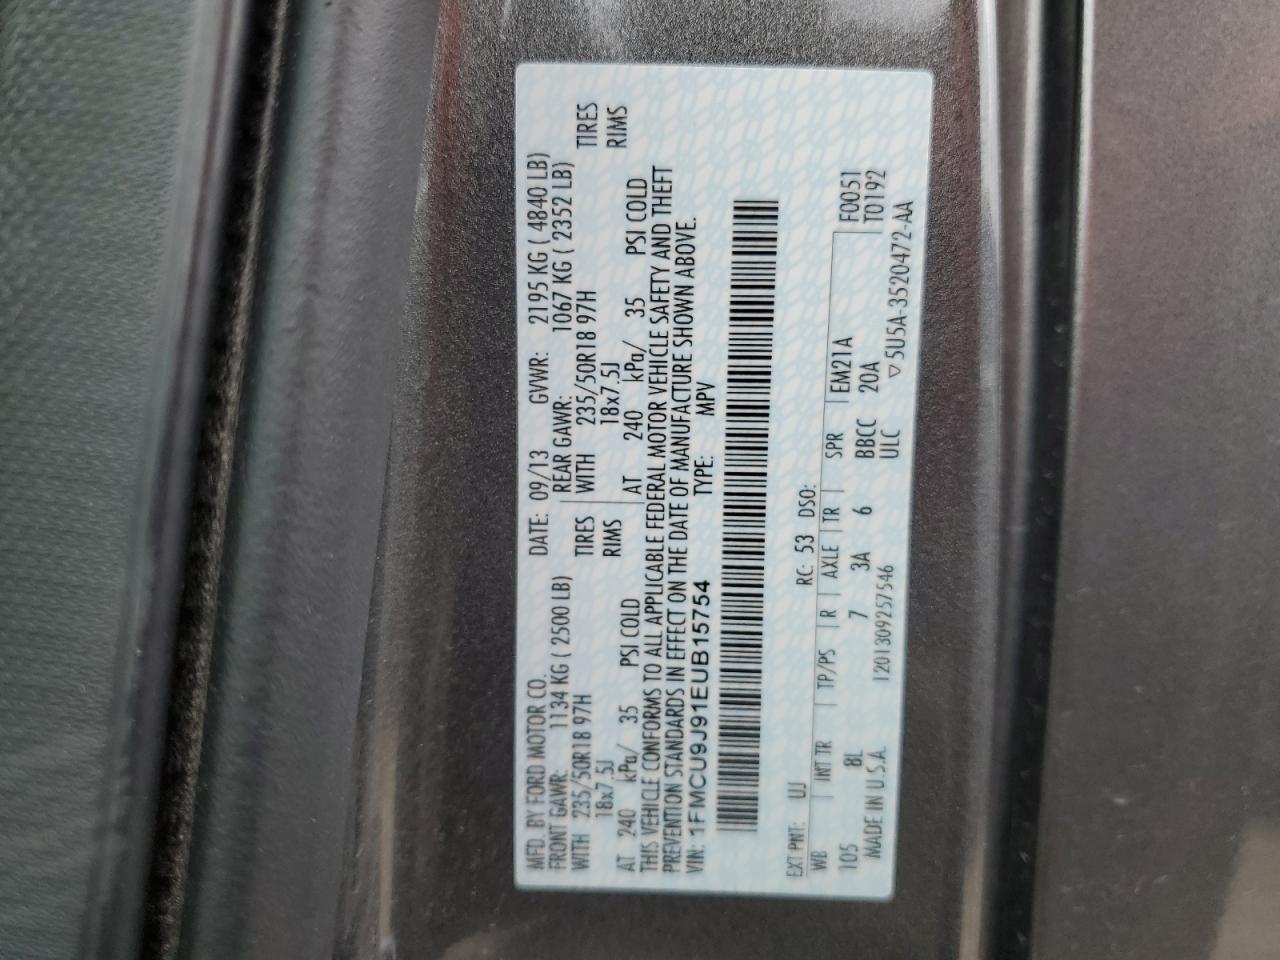 MFD. BY FORD MOTOR CO. DATE: 09/13 GVWR: 2195 KG ( 4840 LB)
FRONT GAWR: 1134 KG ( 2500 LB) REAR GAWR: 1067 KG ( 2352 LB)
WITH 235/50R18 97H TIRES WITH 235/50R18 97H TIRES
18x7.5J RIMS 18x7.5J RIMS
AT 240 kPa/ 35 PSI COLD AT 240 kPa/ 35 PSI COLD
THIS VEHICLE CONFORMS TO ALL APPLICABLE FEDERAL MOTOR VEHICLE SAFETY AND THEFT
PREVENTION STANDARDS IN EFFECT ON THE DATE OF MANUFACTURE SHOWN ABOVE.
VIN: 1FMCU9J91EUB15754 TYPE: MPV
EXT PNT: UJ RC: 53 DSO:
WB INT TR TP/PS R AXLE TR SPR EM21A F0051
105 8L 7 3A 6 BBCC 20A T0192
MADE IN U.S.A. 1201309257546 ULC ▽5U5A-3520472-AA